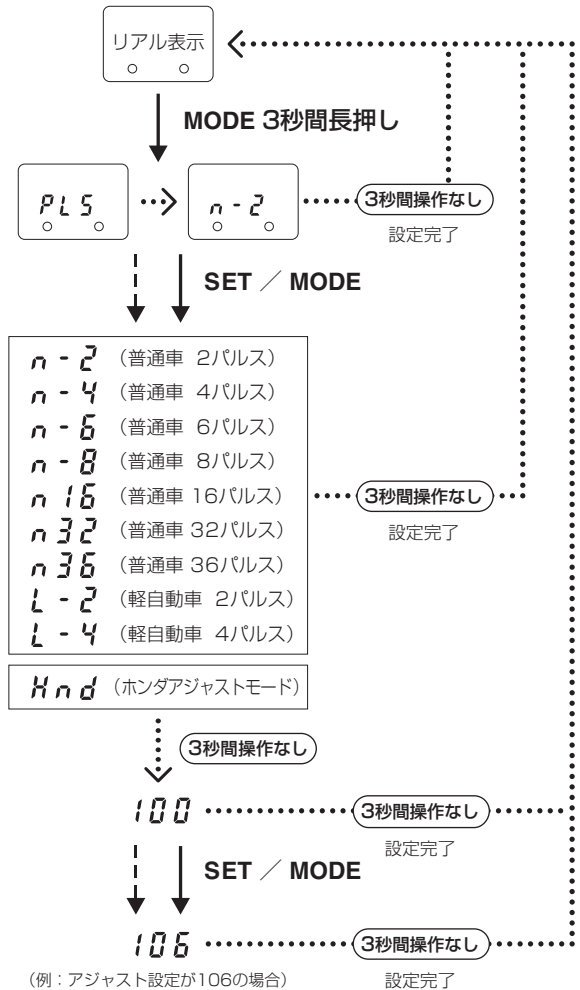 リアル表示
MODE 3秒間長押し
PLS
n-2
3秒間操作なし
設定完了
SET ／ MODE
n-2 （普通車 2パルス）
n-4 （普通車 4パルス）
n-6 （普通車 6パルス）
n-8 （普通車 8パルス）
n16 （普通車 16パルス）
n32 （普通車 32パルス）
n36 （普通車 36パルス）
L-2 （軽自動車 2パルス）
L-4 （軽自動車 4パルス）
3秒間操作なし
設定完了
Hnd （ホンダアジャストモード）
3秒間操作なし
100
3秒間操作なし
設定完了
SET ／ MODE
106
3秒間操作なし
設定完了
（例：アジャスト設定が106の場合）